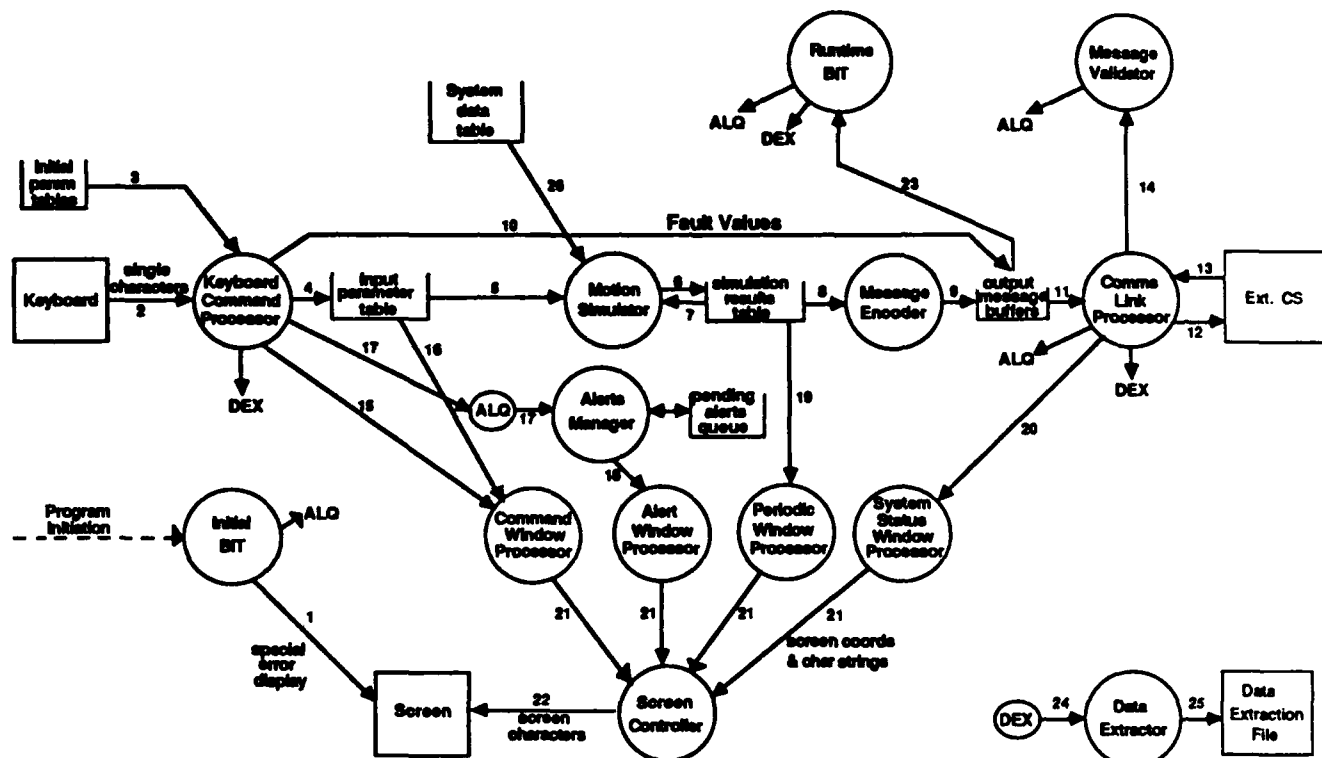 Runtime
BIT
Message
Validator
System
data
table
ALQ
DEX
ALQ
Initial
param
tables
3
26
23
14
10
Fault Values
Keyboard
single
characters
2
Keyboard
Command
Processor
4
input
parameter
table
5
Motion
Simulator
6
7
simulation
results
table
8
Message
Encoder
9
output
message
buffers
11
Comms
Link
Processor
13
12
Ext. CS
17
16
ALQ
DEX
DEX
15
ALQ
17
Alerts
Manager
pending
alerts
queue
19
20
18
Program
Initiation
Initial
BIT
ALQ
Command
Window
Processor
Alert
Window
Processor
Periodic
Window
Processor
System
Status
Window
Processor
1
21
21
21
21
special
error
display
screen coords
& char strings
Screen
22
screen
characters
Screen
Controller
DEX
24
Data
Extractor
25
Data
Extraction
File